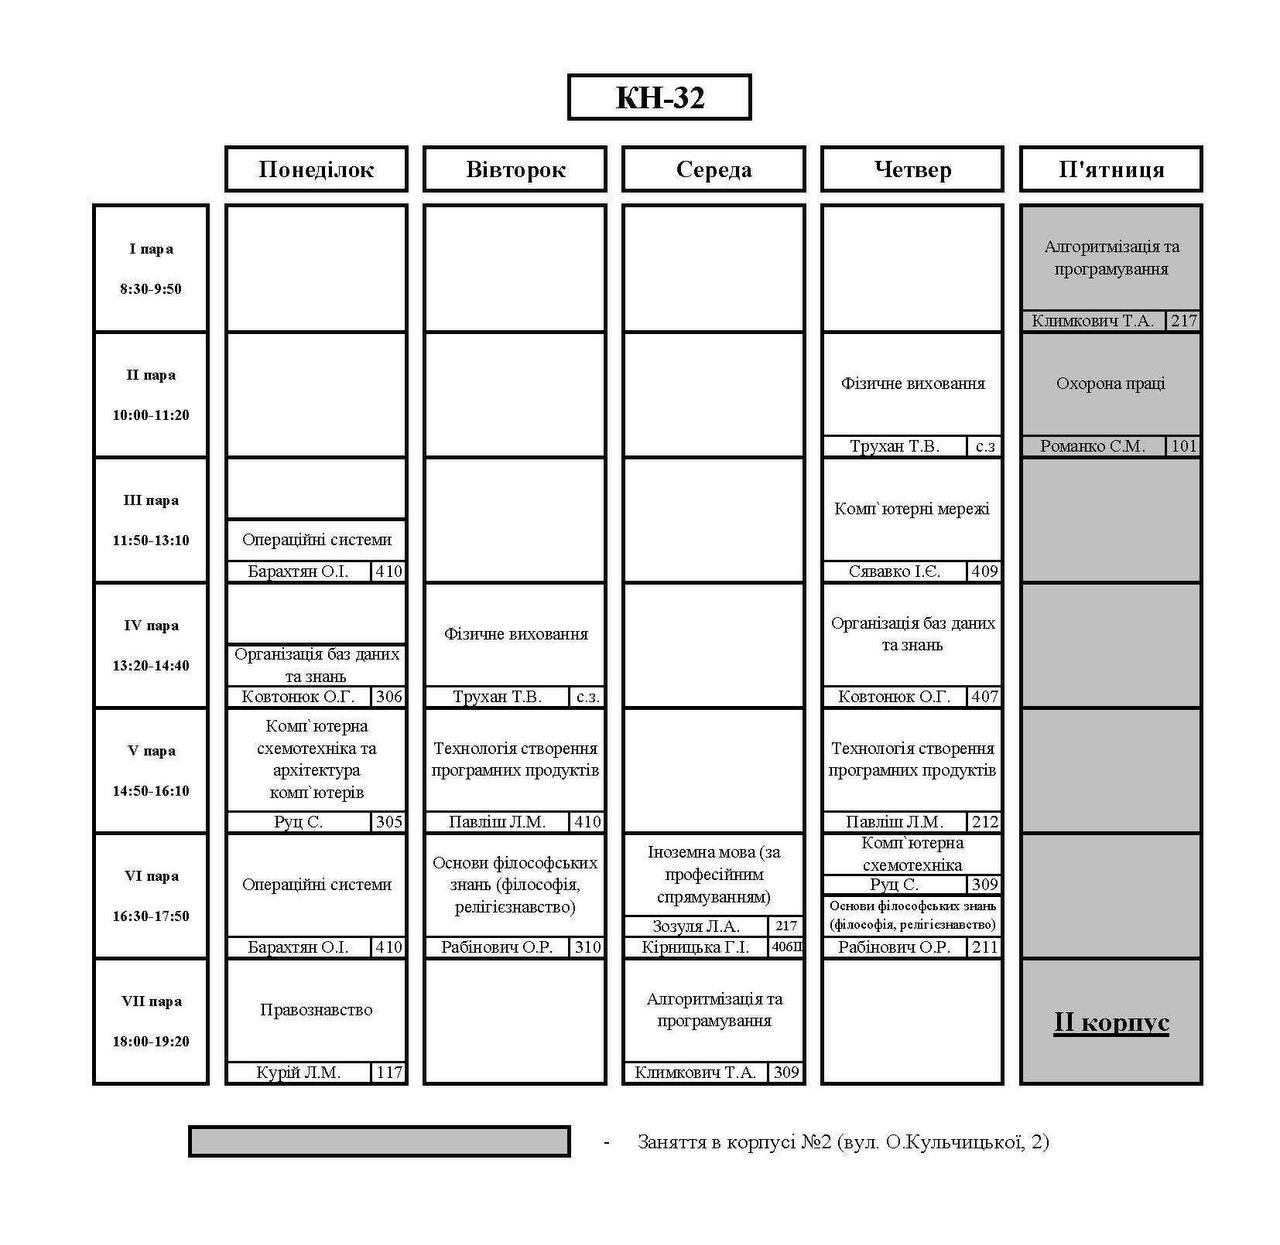 КН-32
Понеділок
Вівторок
Середа
Четвер
П'ятниця
I пара
8:30-9:50
Алгоритмізація та
програмування
Климкович Т.А. 217
II пара
10:00-11:20
Фізичне виховання
Трухан Т.В. с.з
Охорона праці
Романко С.М. 101
III пара
11:50-13:10
Операційні системи
Барахтян О.І. 410
Комп`ютерні мережі
Сявавко І.Є. 409
IV пара
13:20-14:40
Організація баз даних
та знань
Ковтонюк О.Г. 306
Фізичне виховання
Трухан Т.В. с.з.
Організація баз даних
та знань
Ковтонюк О.Г. 407
V пара
14:50-16:10
Комп`ютерна
схемотехніка та
архітектура
комп`ютерів
Руц С. 305
Технологія створення
програмних продуктів
Павліш Л.М. 410
Технологія створення
програмних продуктів
Павліш Л.М. 212
VI пара
16:30-17:50
Операційні системи
Барахтян О.І. 410
Основи філософських
знань (філософія,
релігієзнавство)
Рабінович О.Р. 310
Іноземна мова (за
професійним
спрямуванням)
Зозуля Л.А. 217
Кірницька Г.І. 406II
Комп`ютерна
схемотехніка
Руц С. 309
Основи філософських знань
(філософія, релігієзнавство)
Рабінович О.Р. 211
VII пара
18:00-19:20
Правознавство
Курій Л.М. 117
Алгоритмізація та
програмування
Климкович Т.А. 309
II корпус
- Заняття в корпусі №2 (вул. О.Кульчицької, 2)